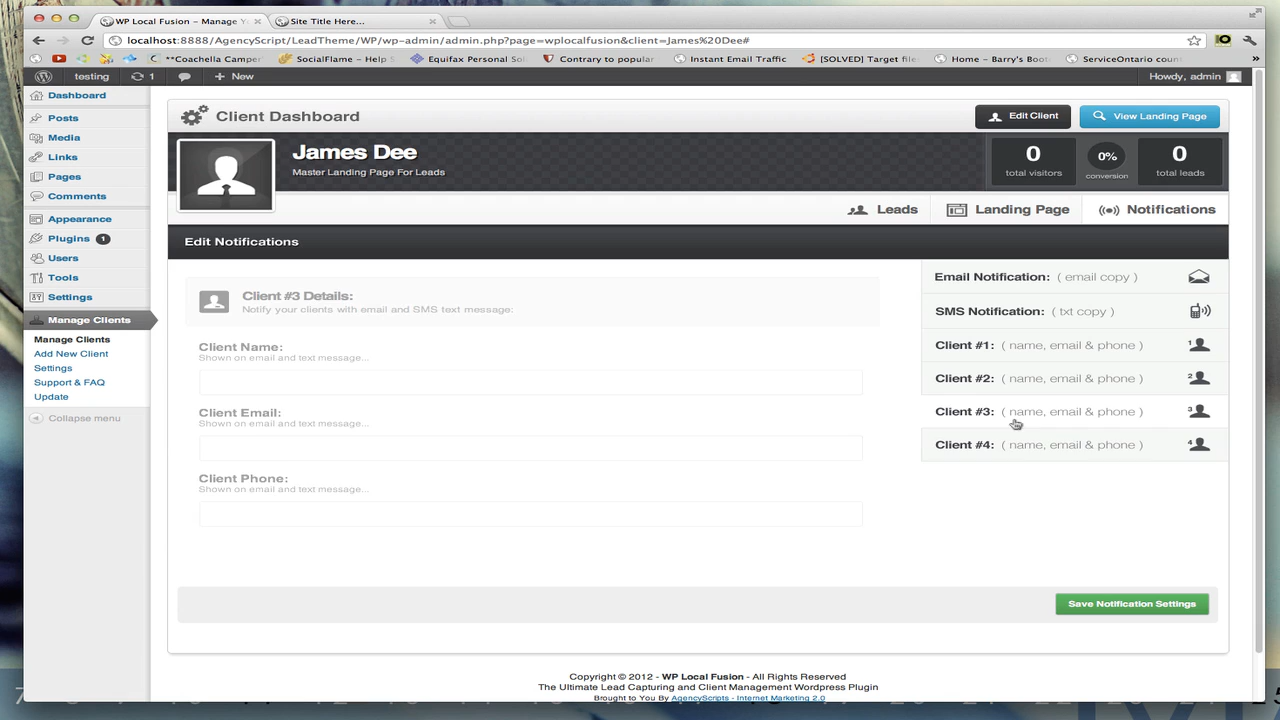 WP Local Fusion – Manage Y
Site Title Here...
localhost:8888/AgencyScript/LeadTheme/WP/wp-admin/admin.php?page=wplocalfusion&client=James%20Dee#
**Coachella Camper
SocialFlame – Help S
Equifax Personal Sol
Contrary to popular
Instant Email Traffic
[SOLVED] Target file
Home – Barry's Boot
ServiceOntario coun
testing
1
New
Howdy, admin
Dashboard
Posts
Media
Links
Pages
Comments
Appearance
Plugins 1
Users
Tools
Settings
Manage Clients
Manage Clients
Add New Client
Settings
Support & FAQ
Update
Collapse menu
Client Dashboard
Edit Client
View Landing Page
James Dee
Master Landing Page For Leads
0
total visitors
0%
conversion
0
total leads
Leads
Landing Page
Notifications
Edit Notifications
Client #3 Details:
Notify your clients with email and SMS text message:
Client Name:
Shown on email and text message...
Client Email:
Shown on email and text message...
Client Phone:
Shown on email and text message...
Email Notification: ( email copy )
SMS Notification: ( txt copy )
Client #1: ( name, email & phone ) 1
Client #2: ( name, email & phone ) 2
Client #3: ( name, email & phone ) 3
Client #4: ( name, email & phone ) 4
Save Notification Settings
Copyright © 2012 - WP Local Fusion - All Rights Reserved
The Ultimate Lead Capturing and Client Management Wordpress Plugin
Brought to You By AgencyScripts - Internet Marketing 2.0